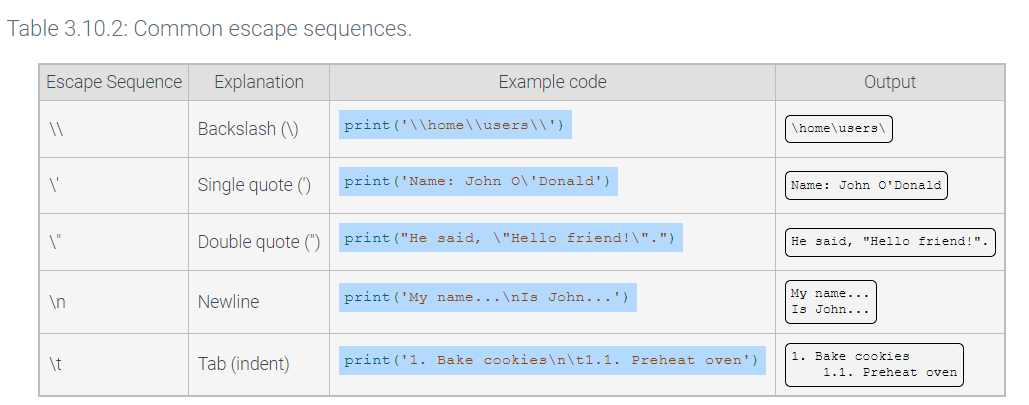 Table 3.10.2: Common escape sequences.
Escape Sequence Explanation Example code Output
\\ Backslash (\) print('\\home\\users\\') \home\users\
\' Single quote (') print('Name: John O\'Donald') Name: John O'Donald
\" Double quote (") print("He said, \"Hello friend!\".") He said, "Hello friend!".
\n Newline print('My name...\nIs John...') My name...
Is John...
\t Tab (indent) print('1. Bake cookies\n\t1.1. Preheat oven') 1. Bake cookies
1.1. Preheat oven